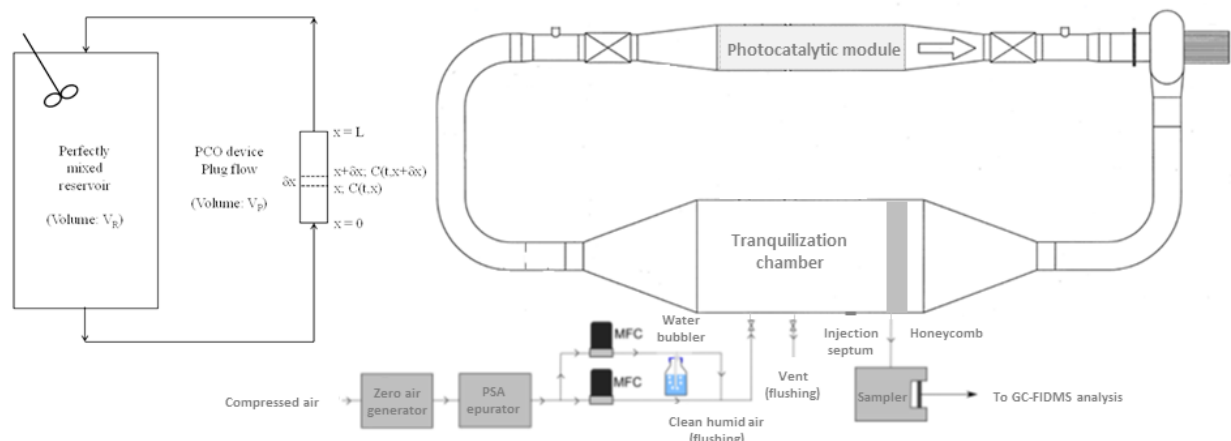 Perfectly
mixed
reservoir
(Volume: V_R)
PCO device
Plug flow
(Volume: V_P)
x = L
δx
x+δx; C(t,x+δx)
x; C(t,x)
x = 0
Photocatalytic module
Tranquilization
chamber
Water
bubbler
MFC
MFC
Injection
septum
Honeycomb
Compressed air
Zero air
generator
PSA
epurator
Vent
(flushing)
Clean humid air
(flushing)
Sampler
To GC-FIDMS analysis